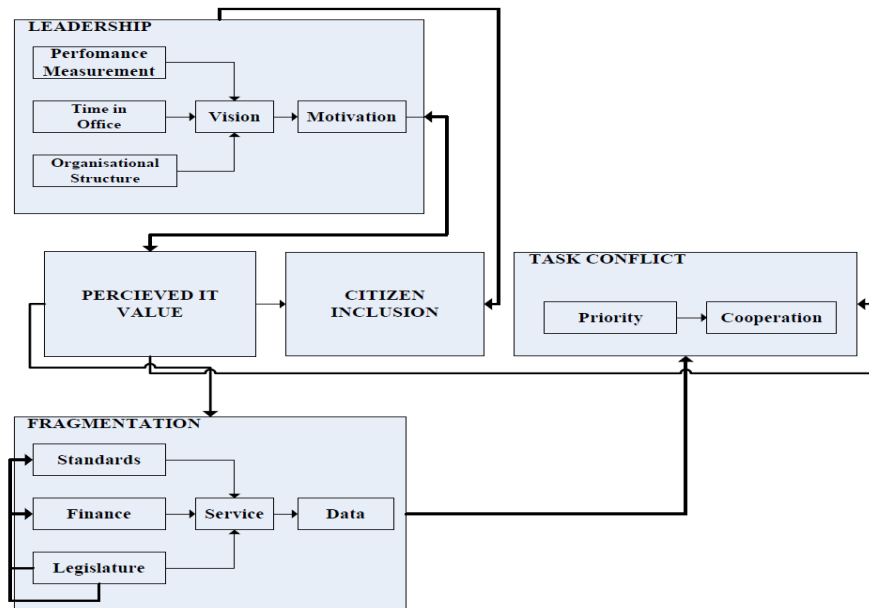 LEADERSHIP
Perfomance
Measurement
Time in
Office
Vision
Motivation
Organisational
Structure
PERCIEVED IT
VALUE
CITIZEN
INCLUSION
TASK CONFLICT
Priority
Cooperation
FRAGMENTATION
Standards
Finance
Service
Data
Legislature